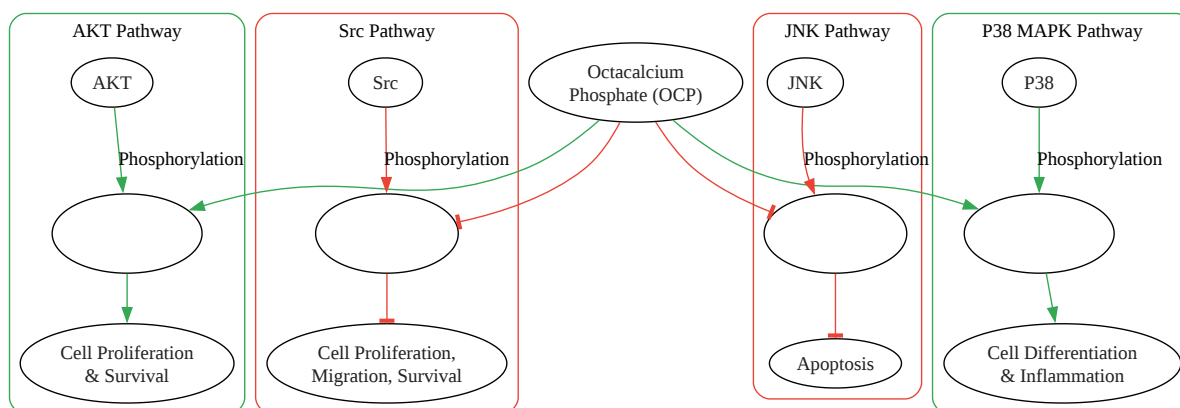 AKT Pathway
Src Pathway
JNK Pathway
P38 MAPK Pathway
AKT
Src
Octacalcium
Phosphate (OCP)
JNK
P38
Phosphorylation
Phosphorylation
Phosphorylation
Phosphorylation
Cell Proliferation
& Survival
Cell Proliferation,
Migration, Survival
Apoptosis
Cell Differentiation
& Inflammation